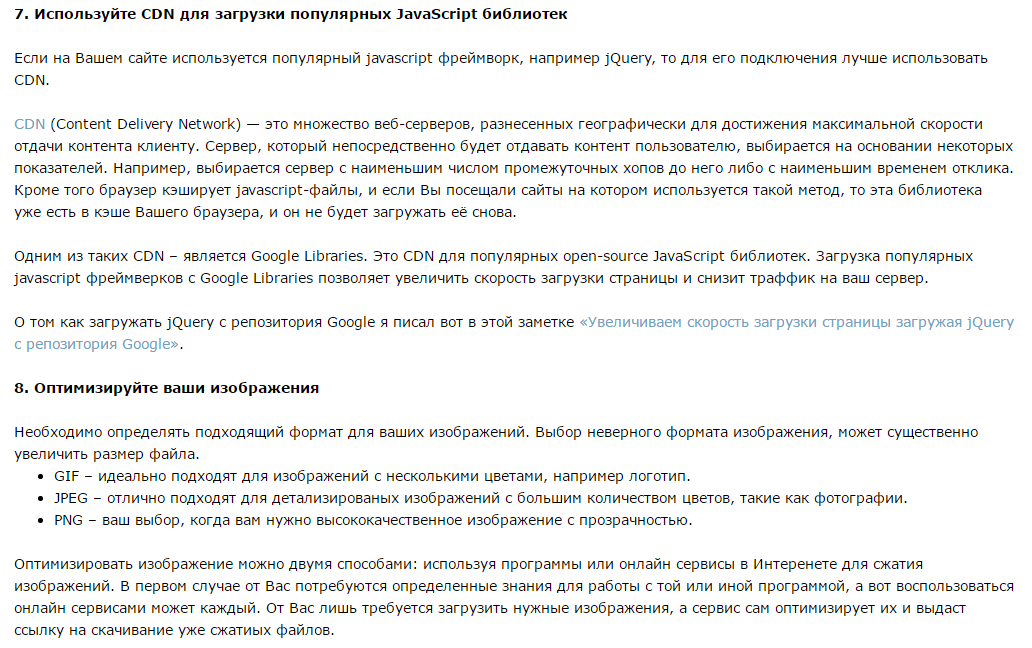 7. Используйте CDN для загрузки популярных JavaScript библиотек
Если на Вашем сайте используется популярный javascript фреймворк, например jQuery, то для его подключения лучше использовать
CDN.
CDN (Content Delivery Network) — это множество веб-серверов, разнесенных географически для достижения максимальной скорости
отдачи контента клиенту. Сервер, который непосредственно будет отдавать контент пользователю, выбирается на основании некоторых
показателей. Например, выбирается сервер с наименьшим числом промежуточных хопов до него либо с наименьшим временем отклика.
Кроме того браузер кэширует javascript-файлы, и если Вы посещали сайты на котором используется такой метод, то эта библиотека
уже есть в кэше Вашего браузера, и он не будет загружать её снова.
Одним из таких CDN – является Google Libraries. Это CDN для популярных open-source JavaScript библиотек. Загрузка популярных
javascript фреймверков с Google Libraries позволяет увеличить скорость загрузки страницы и снизит траффик на ваш сервер.
О том как загружать jQuery с репозитория Google я писал вот в этой заметке «Увеличиваем скорость загрузки страницы загружая jQuery
с репозитория Google».
8. Оптимизируйте ваши изображения
Необходимо определять подходящий формат для ваших изображений. Выбор неверного формата изображения, может существенно
увеличить размер файла.
• GIF – идеально подходят для изображений с несколькими цветами, например логотип.
• JPEG – отлично подходят для детализированых изображений с большим количеством цветов, такие как фотографии.
• PNG – ваш выбор, когда вам нужно высококачественное изображение с прозрачностью.
Оптимизировать изображение можно двумя способами: используя программы или онлайн сервисы в Интеренете для сжатия
изображений. В первом случае от Вас потребуются определенные знания для работы с той или иной программой, а вот воспользоваться
онлайн сервисами может каждый. От Вас лишь требуется загрузить нужные изображения, а сервис сам оптимизирует их и выдаст
ссылку на скачивание уже сжатиых файлов.